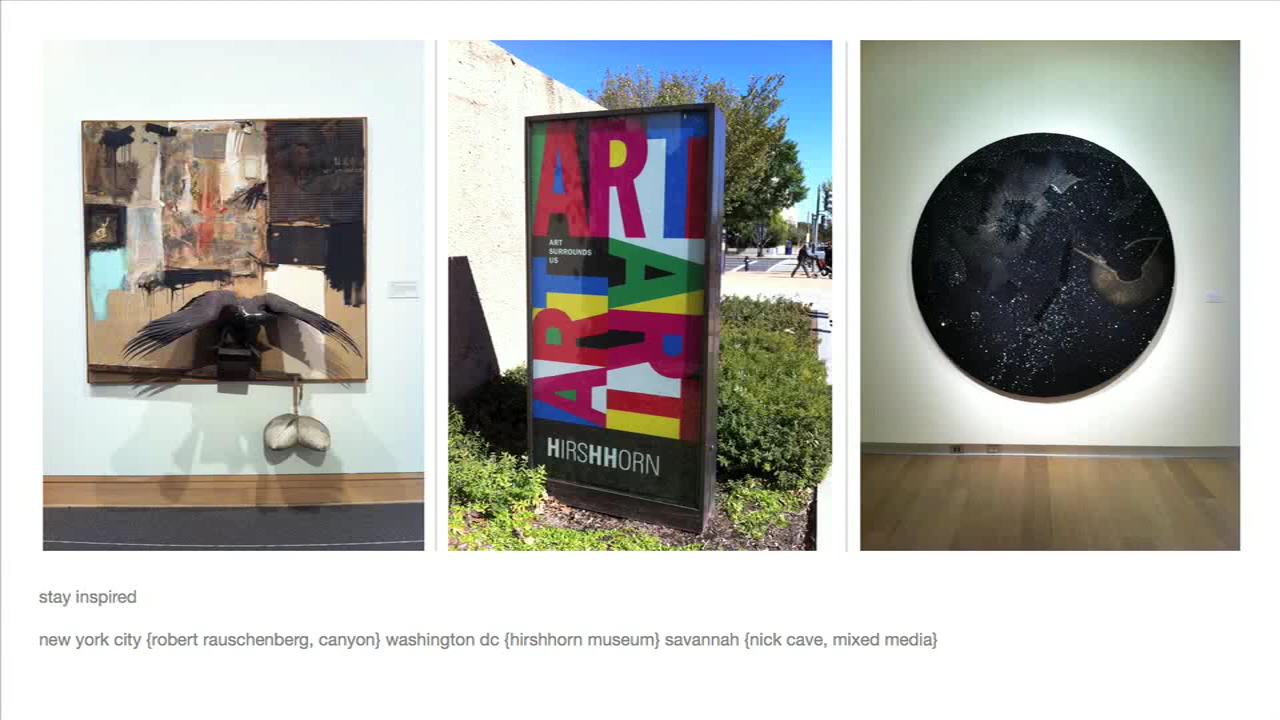 ART
ART
SURROUNDS
US
ART
ART
ART
HIRSHHORN
stay inspired
new york city {robert rauschenberg, canyon} washington dc {hirshhorn museum} savannah {nick cave, mixed media}